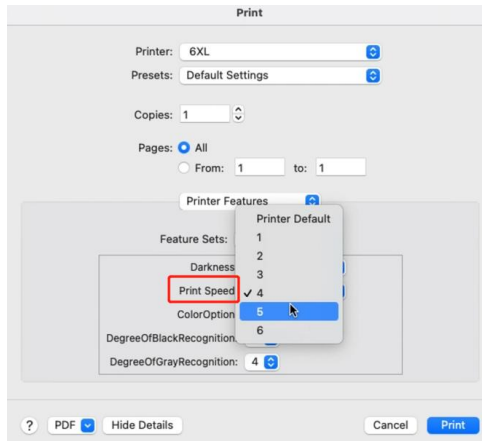 Print
Printer: 6XL
Presets: Default Settings
Copies: 1
Pages: All
From: 1 to: 1
Printer Features
Printer Default
Feature Sets: 1
2
Darkness 3
Print Speed ✓ 4
ColorOption 5
6
DegreeOfBlackRecognition:
DegreeOfGrayRecognition: 4
? PDF Hide Details Cancel Print